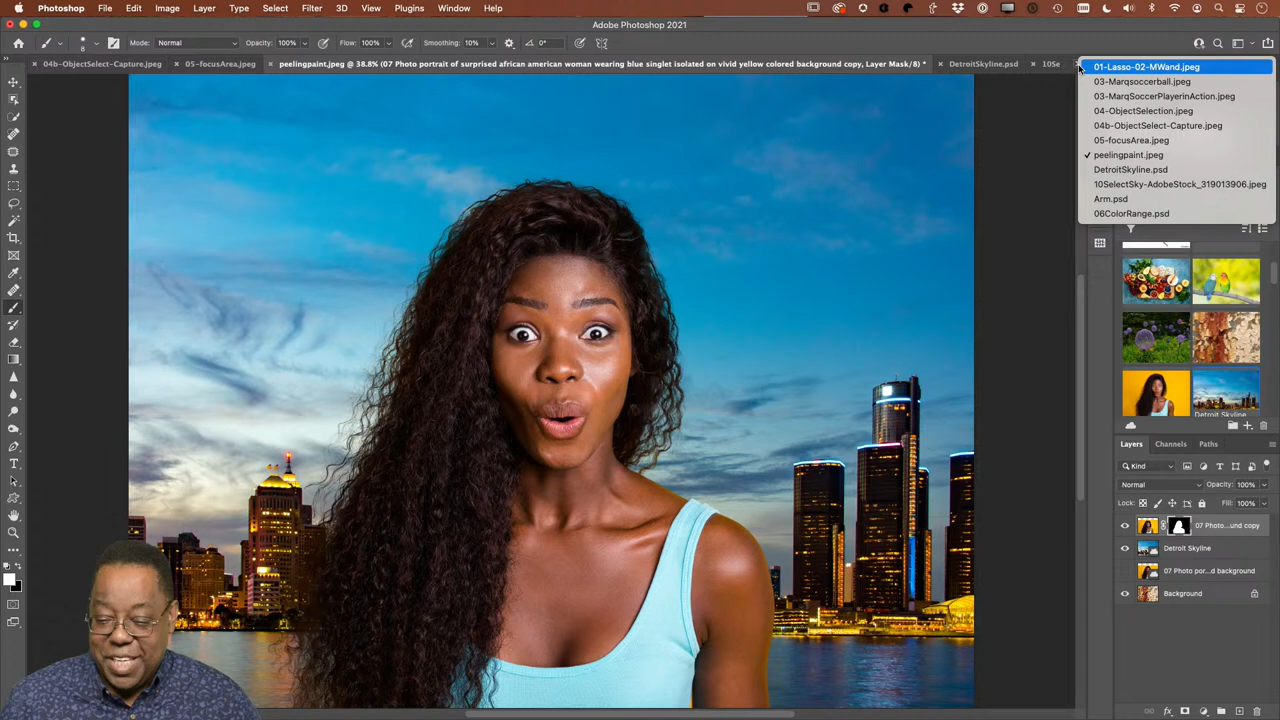 Photoshop File Edit Image Layer Type Select Filter 3D View Plugins Window Help
Adobe Photoshop 2021
8 Mode: Normal Opacity: 100% Flow: 100% Smoothing: 10% 0°
04b-ObjectSelect-Capture.jpeg 05-focusArea.jpeg peelingpaint.jpeg @ 38.8% (07 Photo portrait of surprised african american woman wearing blue singlet isolated on vivid yellow colored background copy, Layer Mask/8) * DetroitSkyline.psd 10Se
01-Lasso-02-MWand.jpeg
03-Marqsoccerball.jpeg
03-MarqSoccerPlayerinAction.jpeg
04-ObjectSelection.jpeg
04b-ObjectSelect-Capture.jpeg
05-focusArea.jpeg
peelingpaint.jpeg
DetroitSkyline.psd
10SelectSky-AdobeStock_319013906.jpeg
Arm.psd
06ColorRange.psd
Detroit Skyline
Layers Channels Paths
Kind
Normal Opacity: 100%
Lock: Fill: 100%
07 Photo...und copy
Detroit Skyline
07 Photo por...d background
Background